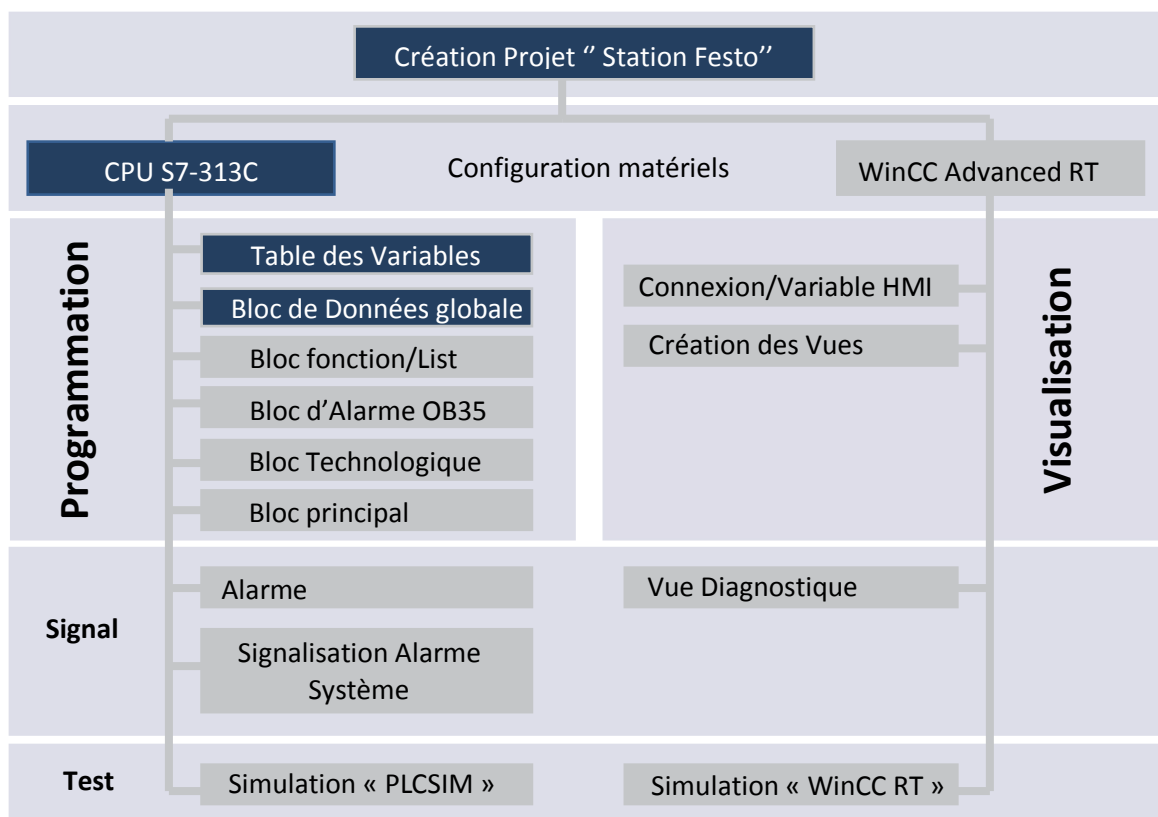 Création Projet “ Station Festo’’
CPU S7-313C
Configuration matériels
WinCC Advanced RT
Programmation
Table des Variables
Bloc de Données globale
Bloc fonction/List
Bloc d’Alarme OB35
Bloc Technologique
Bloc principal
Connexion/Variable HMI
Création des Vues
Visualisation
Signal
Alarme
Signalisation Alarme
Système
Vue Diagnostique
Test
Simulation « PLCSIM »
Simulation « WinCC RT »